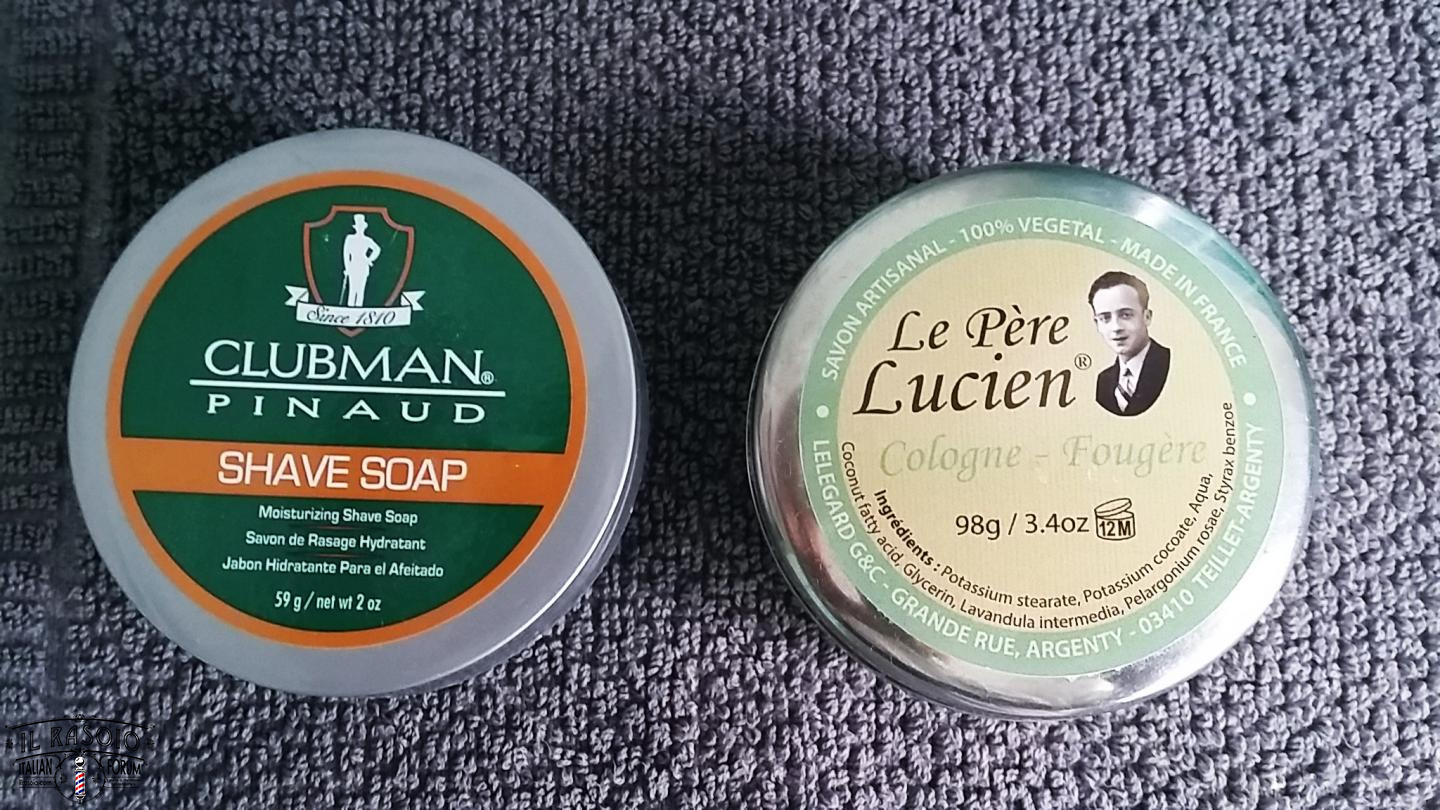 Since 1810
CLUBMAN®
PINAUD
SHAVE SOAP
Moisturizing Shave Soap
Savon de Rasage Hydratant
Jabon Hidratante Para el Afeitado
59 g / net wt 2 oz
SAVON ARTISANAL - 100% VEGETAL - MADE IN FRANCE
Le Père
Lucien®
Cologne - Fougère
98g / 3.4oz
12M
Ingrédients : Potassium stearate, Potassium cocoate, Aqua,
Coconut fatty acid, Glycerin, Lavandula intermedia, Pelargonium rosae, Styrax benzoe
LELEGARD G&C - GRANDE RUE, ARGENTY - 03410 TEILLET-ARGENTY
IL RASOIO
ITALIAN FORUM